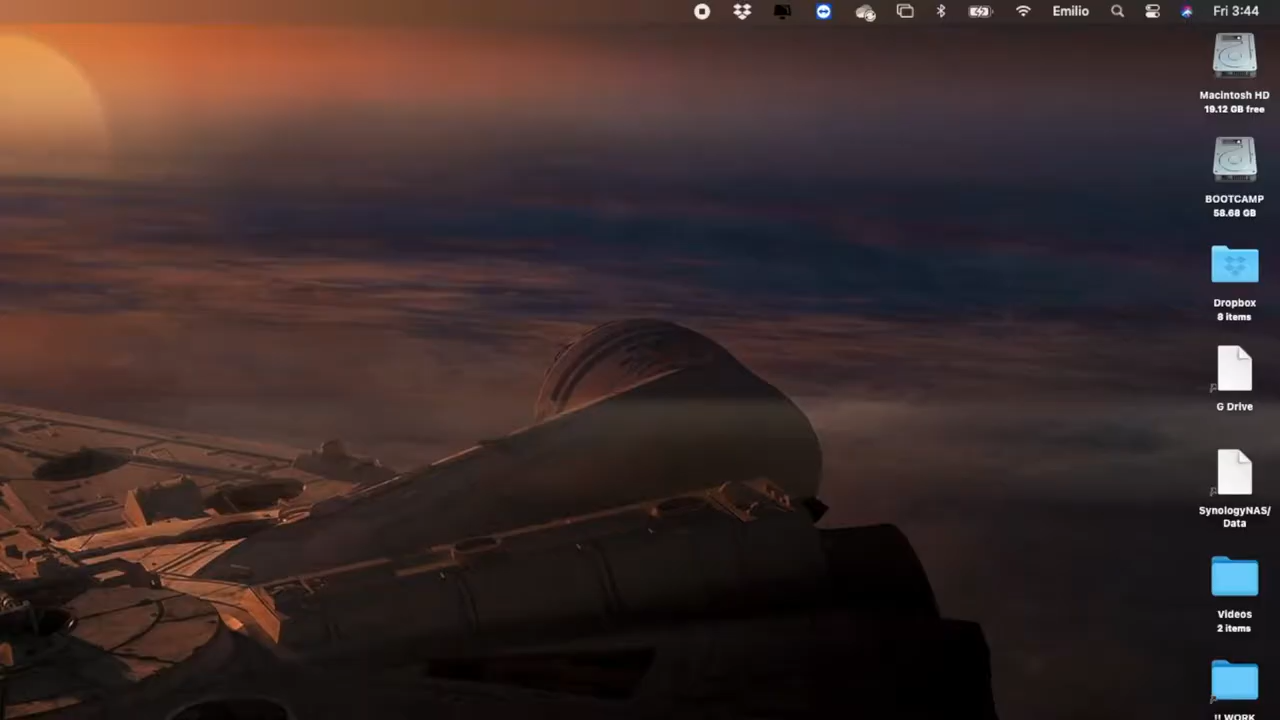 Emilio
Fri 3:44
Macintosh HD
19.12 GB free
BOOTCAMP
58.68 GB
Dropbox
8 items
G Drive
SynologyNAS/
Data
Videos
2 items
!! WORK